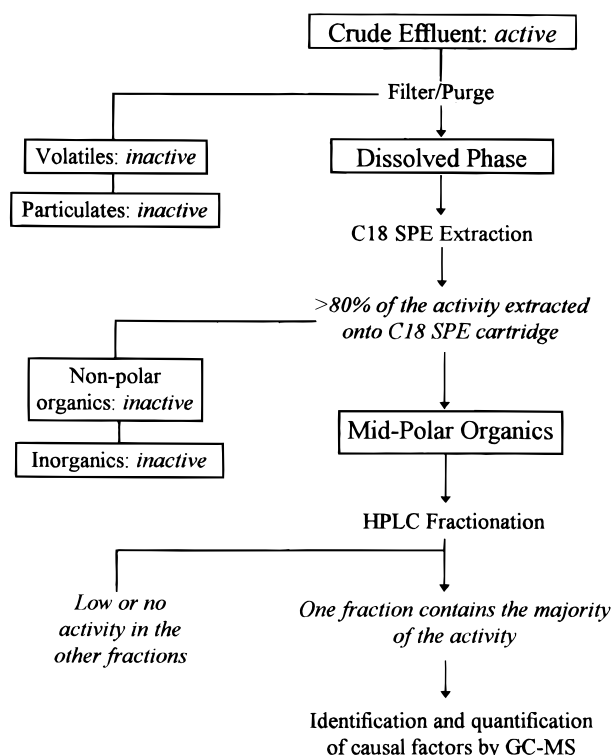 Crude Effluent: active
Filter/Purge
Volatiles: inactive
Dissolved Phase
Particulates: inactive
C18 SPE Extraction
>80% of the activity extracted
onto C18 SPE cartridge
Non-polar
organics: inactive
Mid-Polar Organics
Inorganics: inactive
HPLC Fractionation
Low or no
activity in the
other fractions
One fraction contains the majority
of the activity
Identification and quantification
of causal factors by GC-MS